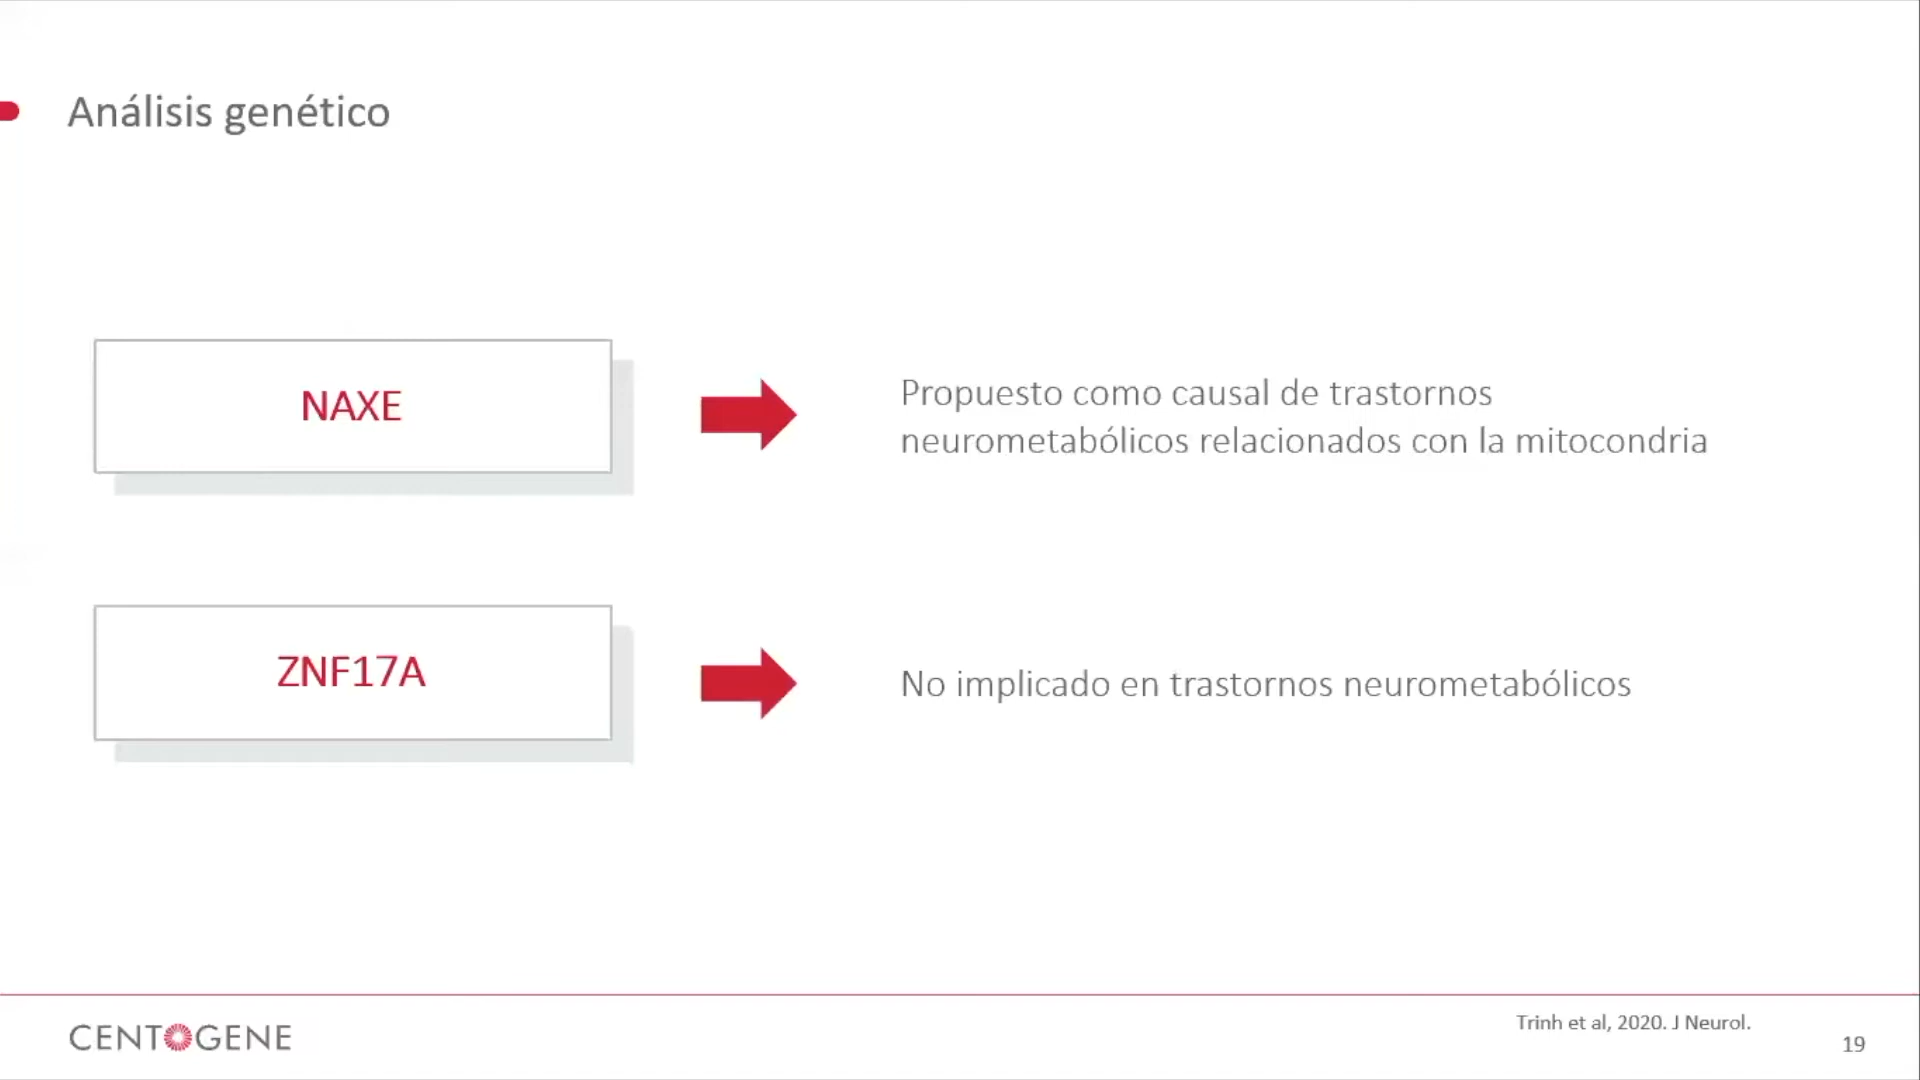 Análisis genético
NAXE
Propuesto como causal de trastornos
neurometabólicos relacionados con la mitocondria
ZNF17A
No implicado en trastornos neurometabólicos
CENTOGENE
Trinh et al, 2020. J Neurol.
19